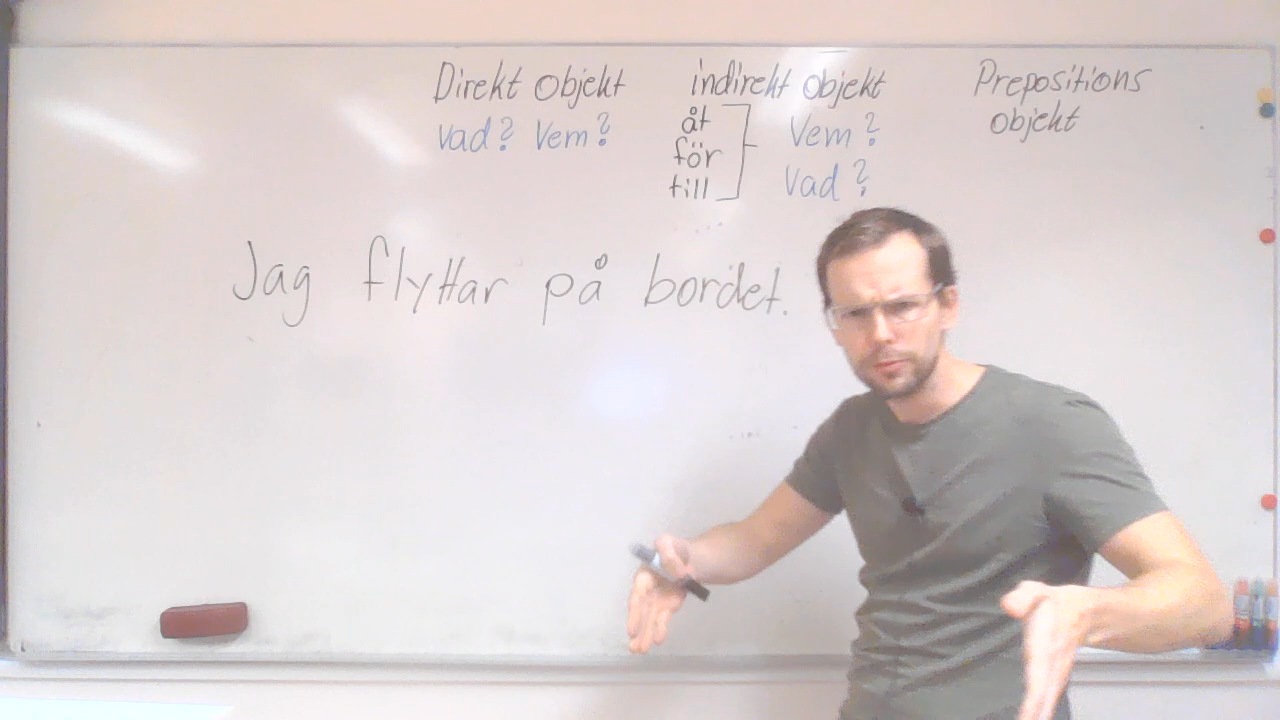 Direkt Objekt
Vad? Vem?
indirekt Objekt
åt
för
till
Vem?
Vad?
Prepositions
objekt
Jag flyttar på bordet.